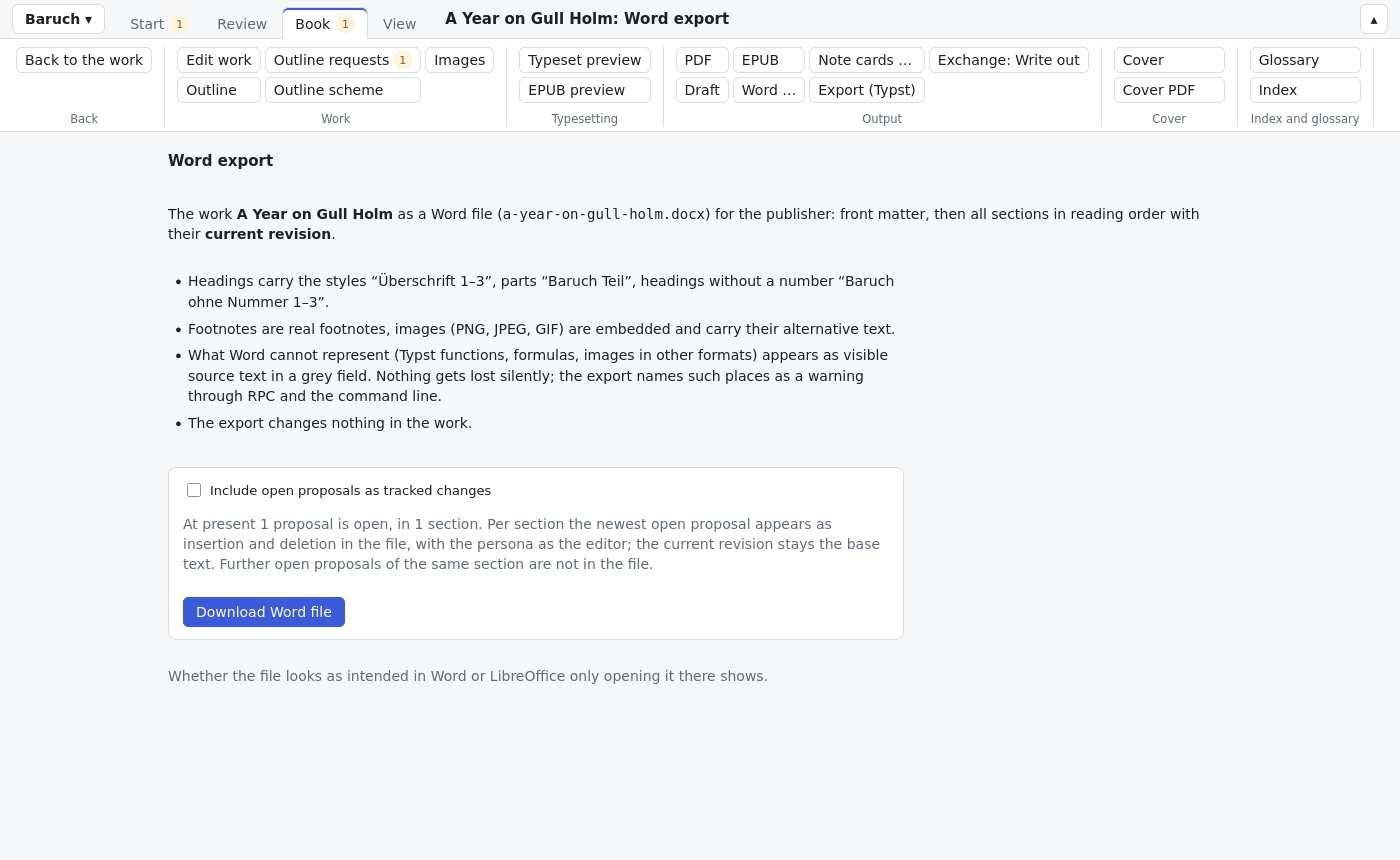 Baruch ▾
Start 1
Review
Book 1
View
A Year on Gull Holm: Word export
▴
Back to the work
Edit work
Outline requests 1
Images
Typeset preview
PDF
EPUB
Note cards …
Exchange: Write out
Cover
Glossary
Outline
Outline scheme
EPUB preview
Draft
Word …
Export (Typst)
Cover PDF
Index
Back
Work
Typesetting
Output
Cover
Index and glossary
Word export
The work A Year on Gull Holm as a Word file (a-year-on-gull-holm.docx) for the publisher: front matter, then all sections in reading order with
their current revision.
• Headings carry the styles “Überschrift 1–3”, parts “Baruch Teil”, headings without a number “Baruch
ohne Nummer 1–3”.
• Footnotes are real footnotes, images (PNG, JPEG, GIF) are embedded and carry their alternative text.
• What Word cannot represent (Typst functions, formulas, images in other formats) appears as visible
source text in a grey field. Nothing gets lost silently; the export names such places as a warning
through RPC and the command line.
• The export changes nothing in the work.
Include open proposals as tracked changes
At present 1 proposal is open, in 1 section. Per section the newest open proposal appears as
insertion and deletion in the file, with the persona as the editor; the current revision stays the base
text. Further open proposals of the same section are not in the file.
Download Word file
Whether the file looks as intended in Word or LibreOffice only opening it there shows.